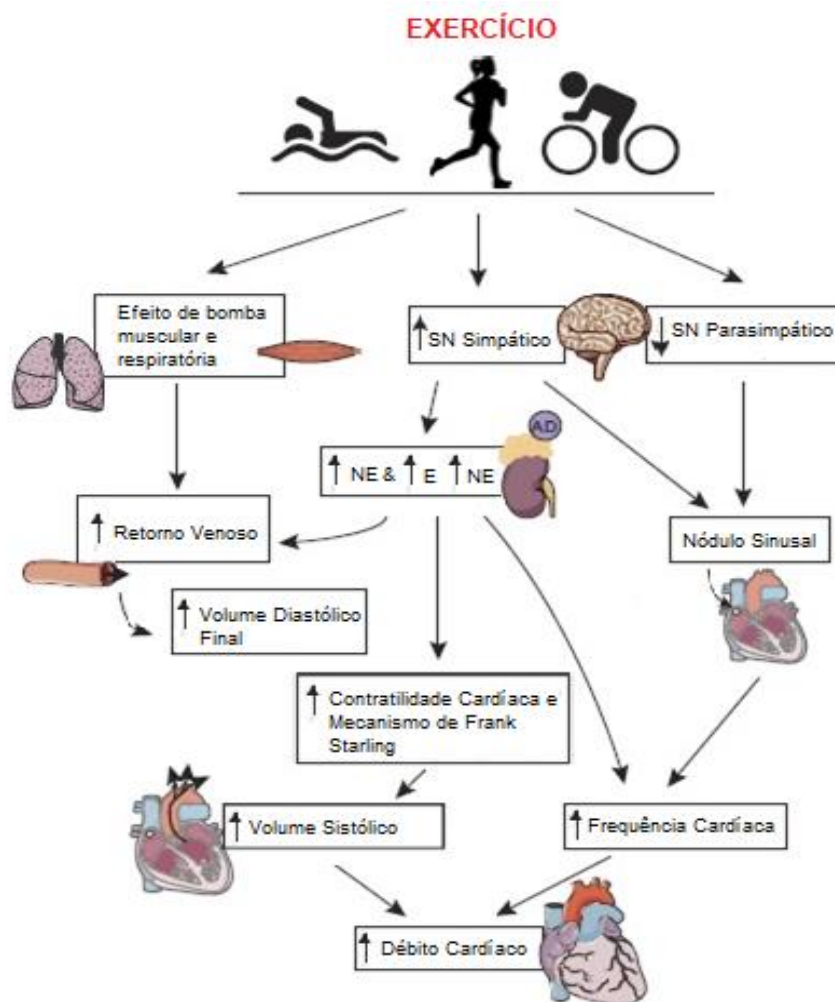 EXERCÍCIO
Efeito de bomba
muscular e
respiratória
↑ SN Simpático
↓ SN Parasimpático
AD
↑ NE & ↑ E ↑ NE
↑ Retorno Venoso
Nódulo Sinusal
↑ Volume Diastólico
Final
↑ Contratilidade Cardíaca e
Mecanismo de Frank
Starling
↑ Volume Sistólico
↑ Frequência Cardíaca
↑ Débito Cardíaco